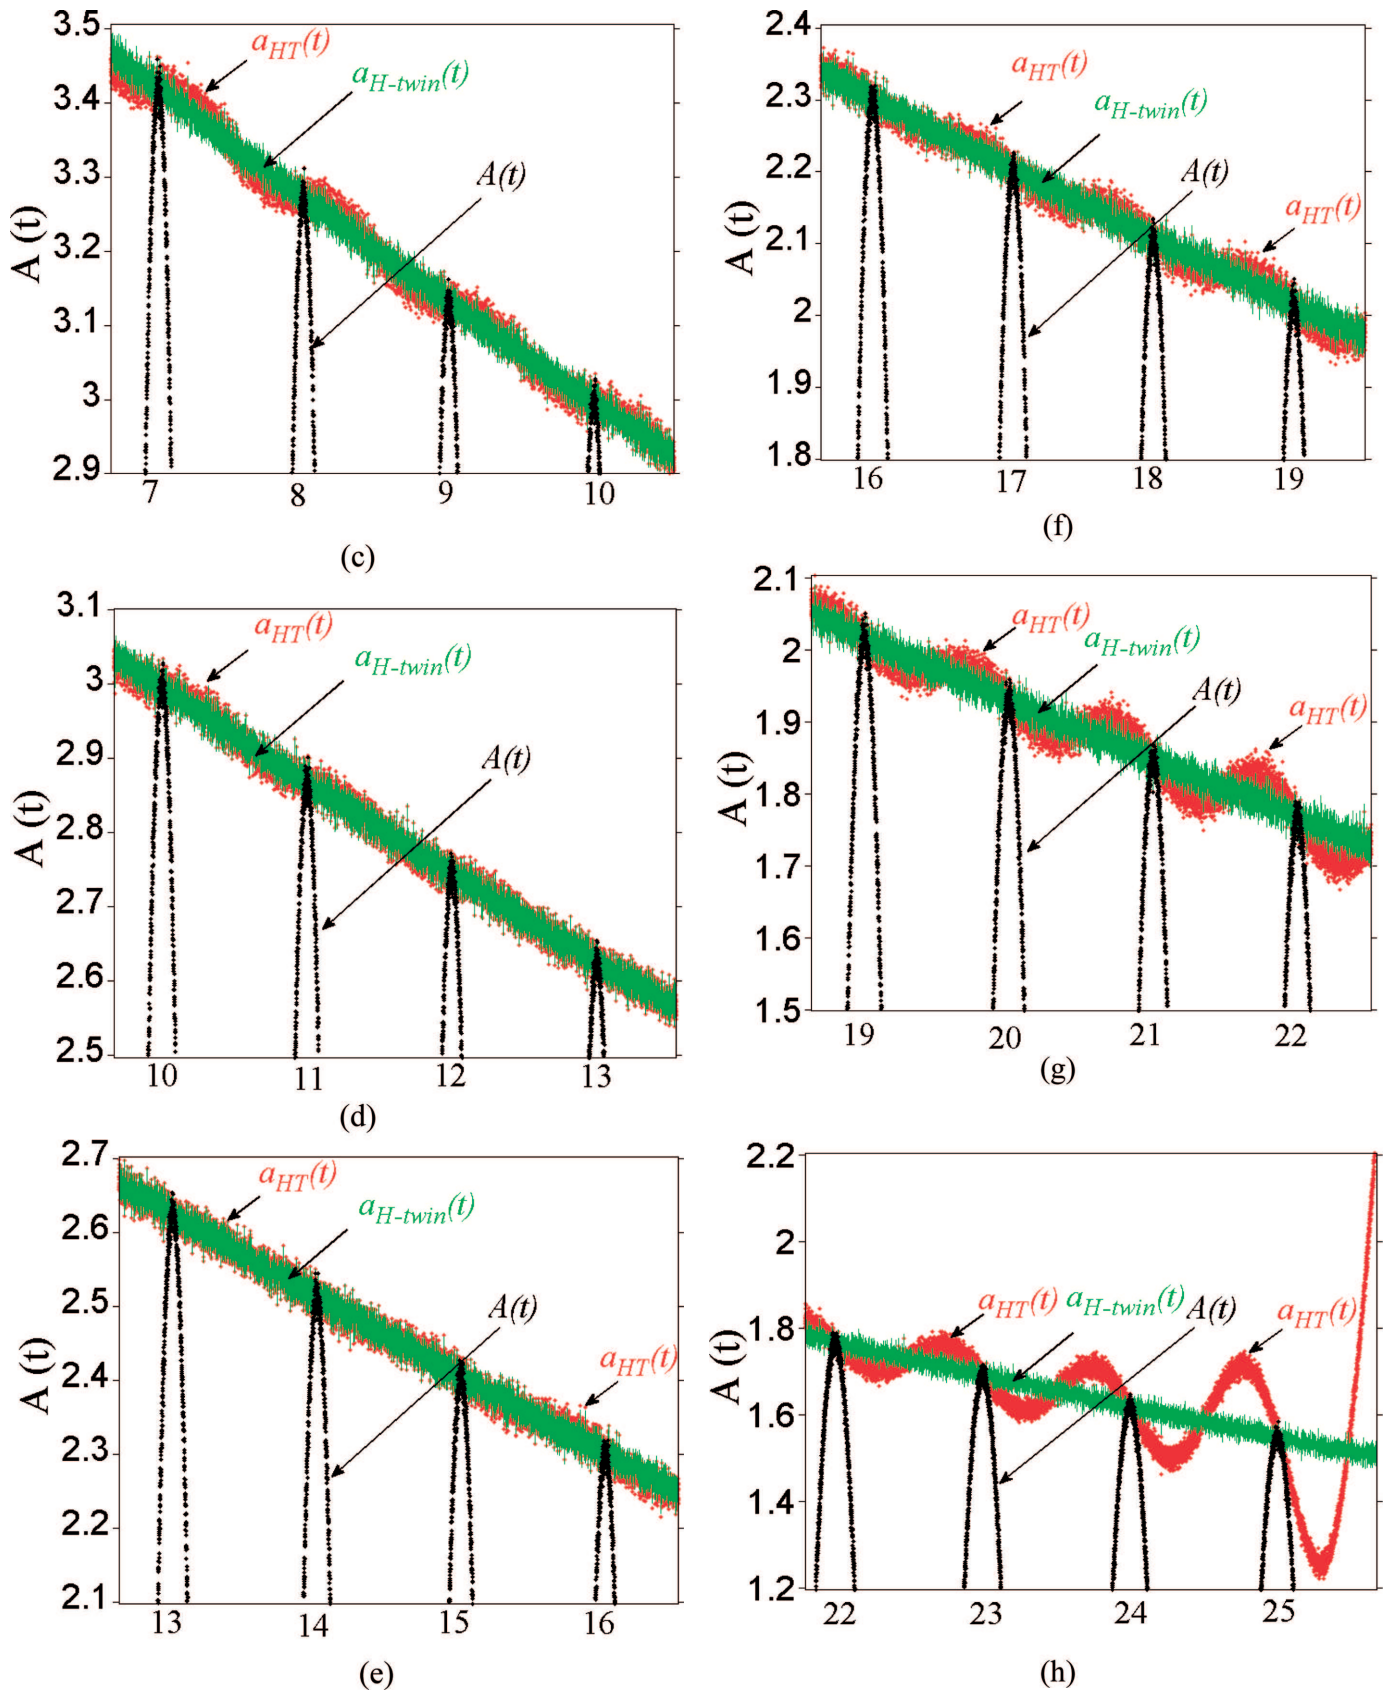 3.5
3.4
3.3
3.2
3.1
3
2.9
A (t)
a_HT(t)
a_H-twin(t)
A(t)
7 8 9 10
(c)
2.4
2.3
2.2
2.1
2
1.9
1.8
A (t)
a_HT(t)
a_H-twin(t)
A(t)
a_HT(t)
16 17 18 19
(f)
3.1
3
2.9
2.8
2.7
2.6
2.5
A (t)
a_HT(t)
a_H-twin(t)
A(t)
10 11 12 13
(d)
2.1
2
1.9
1.8
1.7
1.6
1.5
A (t)
a_HT(t)
a_H-twin(t)
A(t)
a_HT(t)
19 20 21 22
(g)
2.7
2.6
2.5
2.4
2.3
2.2
2.1
A (t)
a_HT(t)
a_H-twin(t)
A(t)
a_HT(t)
13 14 15 16
(e)
2.2
2
1.8
1.6
1.4
1.2
A (t)
a_HT(t) a_H-twin(t) A(t)
a_HT(t)
22 23 24 25
(h)